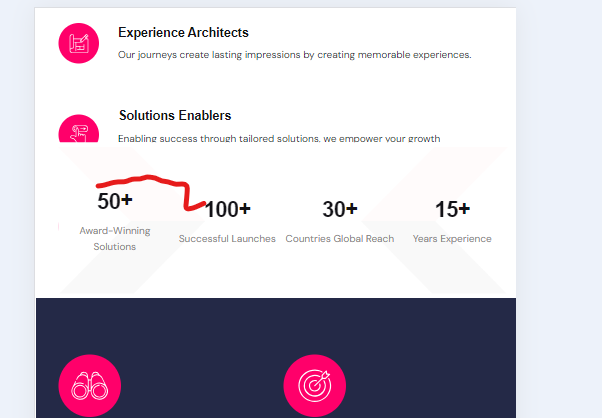 Experience Architects
Our journeys create lasting impressions by creating memorable experiences.
Solutions Enablers
Enabling success through tailored solutions, we empower your growth
50+
100+
30+
15+
Award-Winning
Solutions
Successful Launches
Countries Global Reach
Years Experience